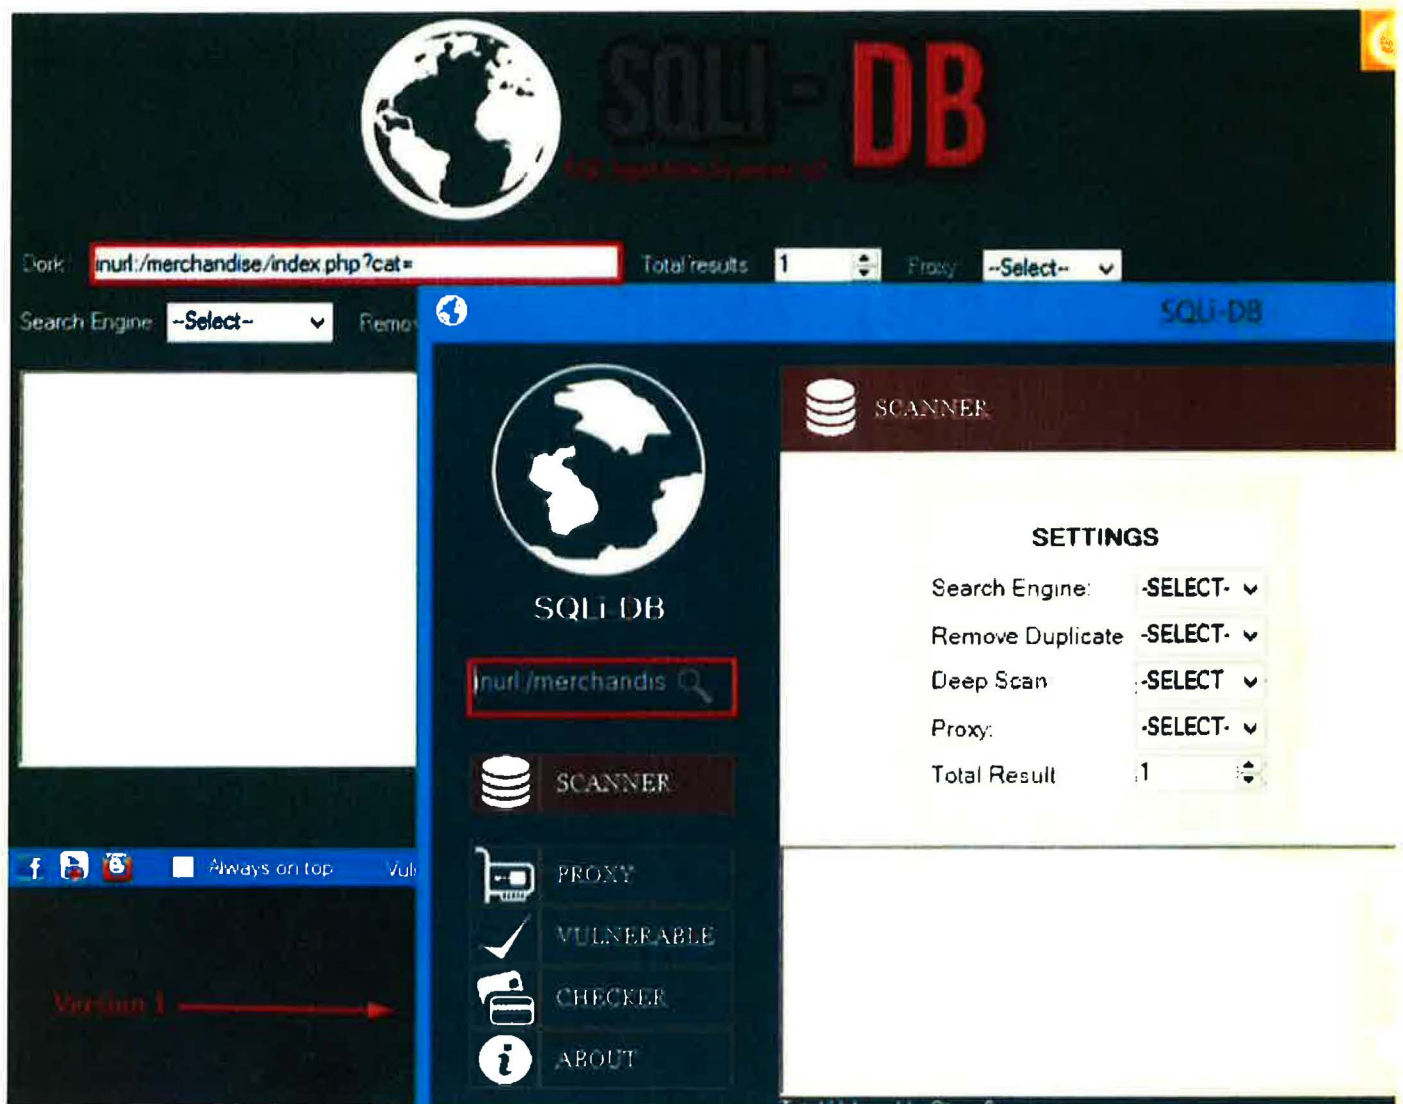 SQLI-DB
Dork: inurl:/merchandise/index.php?cat= Total results 1 Proxy --Select--
Search Engine --Select--
SQLi-DB
SCANNER
SETTINGS
Search Engine: -SELECT-
SQLi DB
Remove Duplicate -SELECT-
inurl:/merchandis
Deep Scan -SELECT
Proxy: -SELECT-
Total Result 1
SCANNER
Always on top
PROXY
VULNERABLE
Version 1
CHECKER
ABOUT